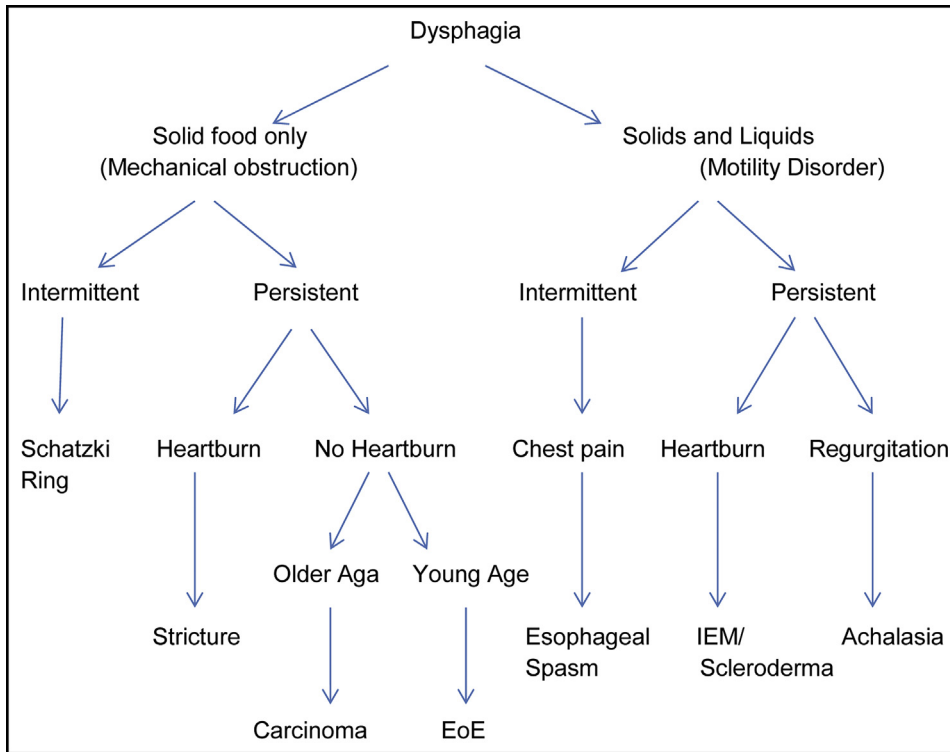 Dysphagia
Solid food only
(Mechanical obstruction)
Solids and Liquids
(Motility Disorder)
Intermittent
Persistent
Intermittent
Persistent
Schatzki
Ring
Heartburn
No Heartburn
Chest pain
Heartburn
Regurgitation
Older Aga
Young Age
Stricture
Esophageal
Spasm
IEM/
Scleroderma
Achalasia
Carcinoma
EoE